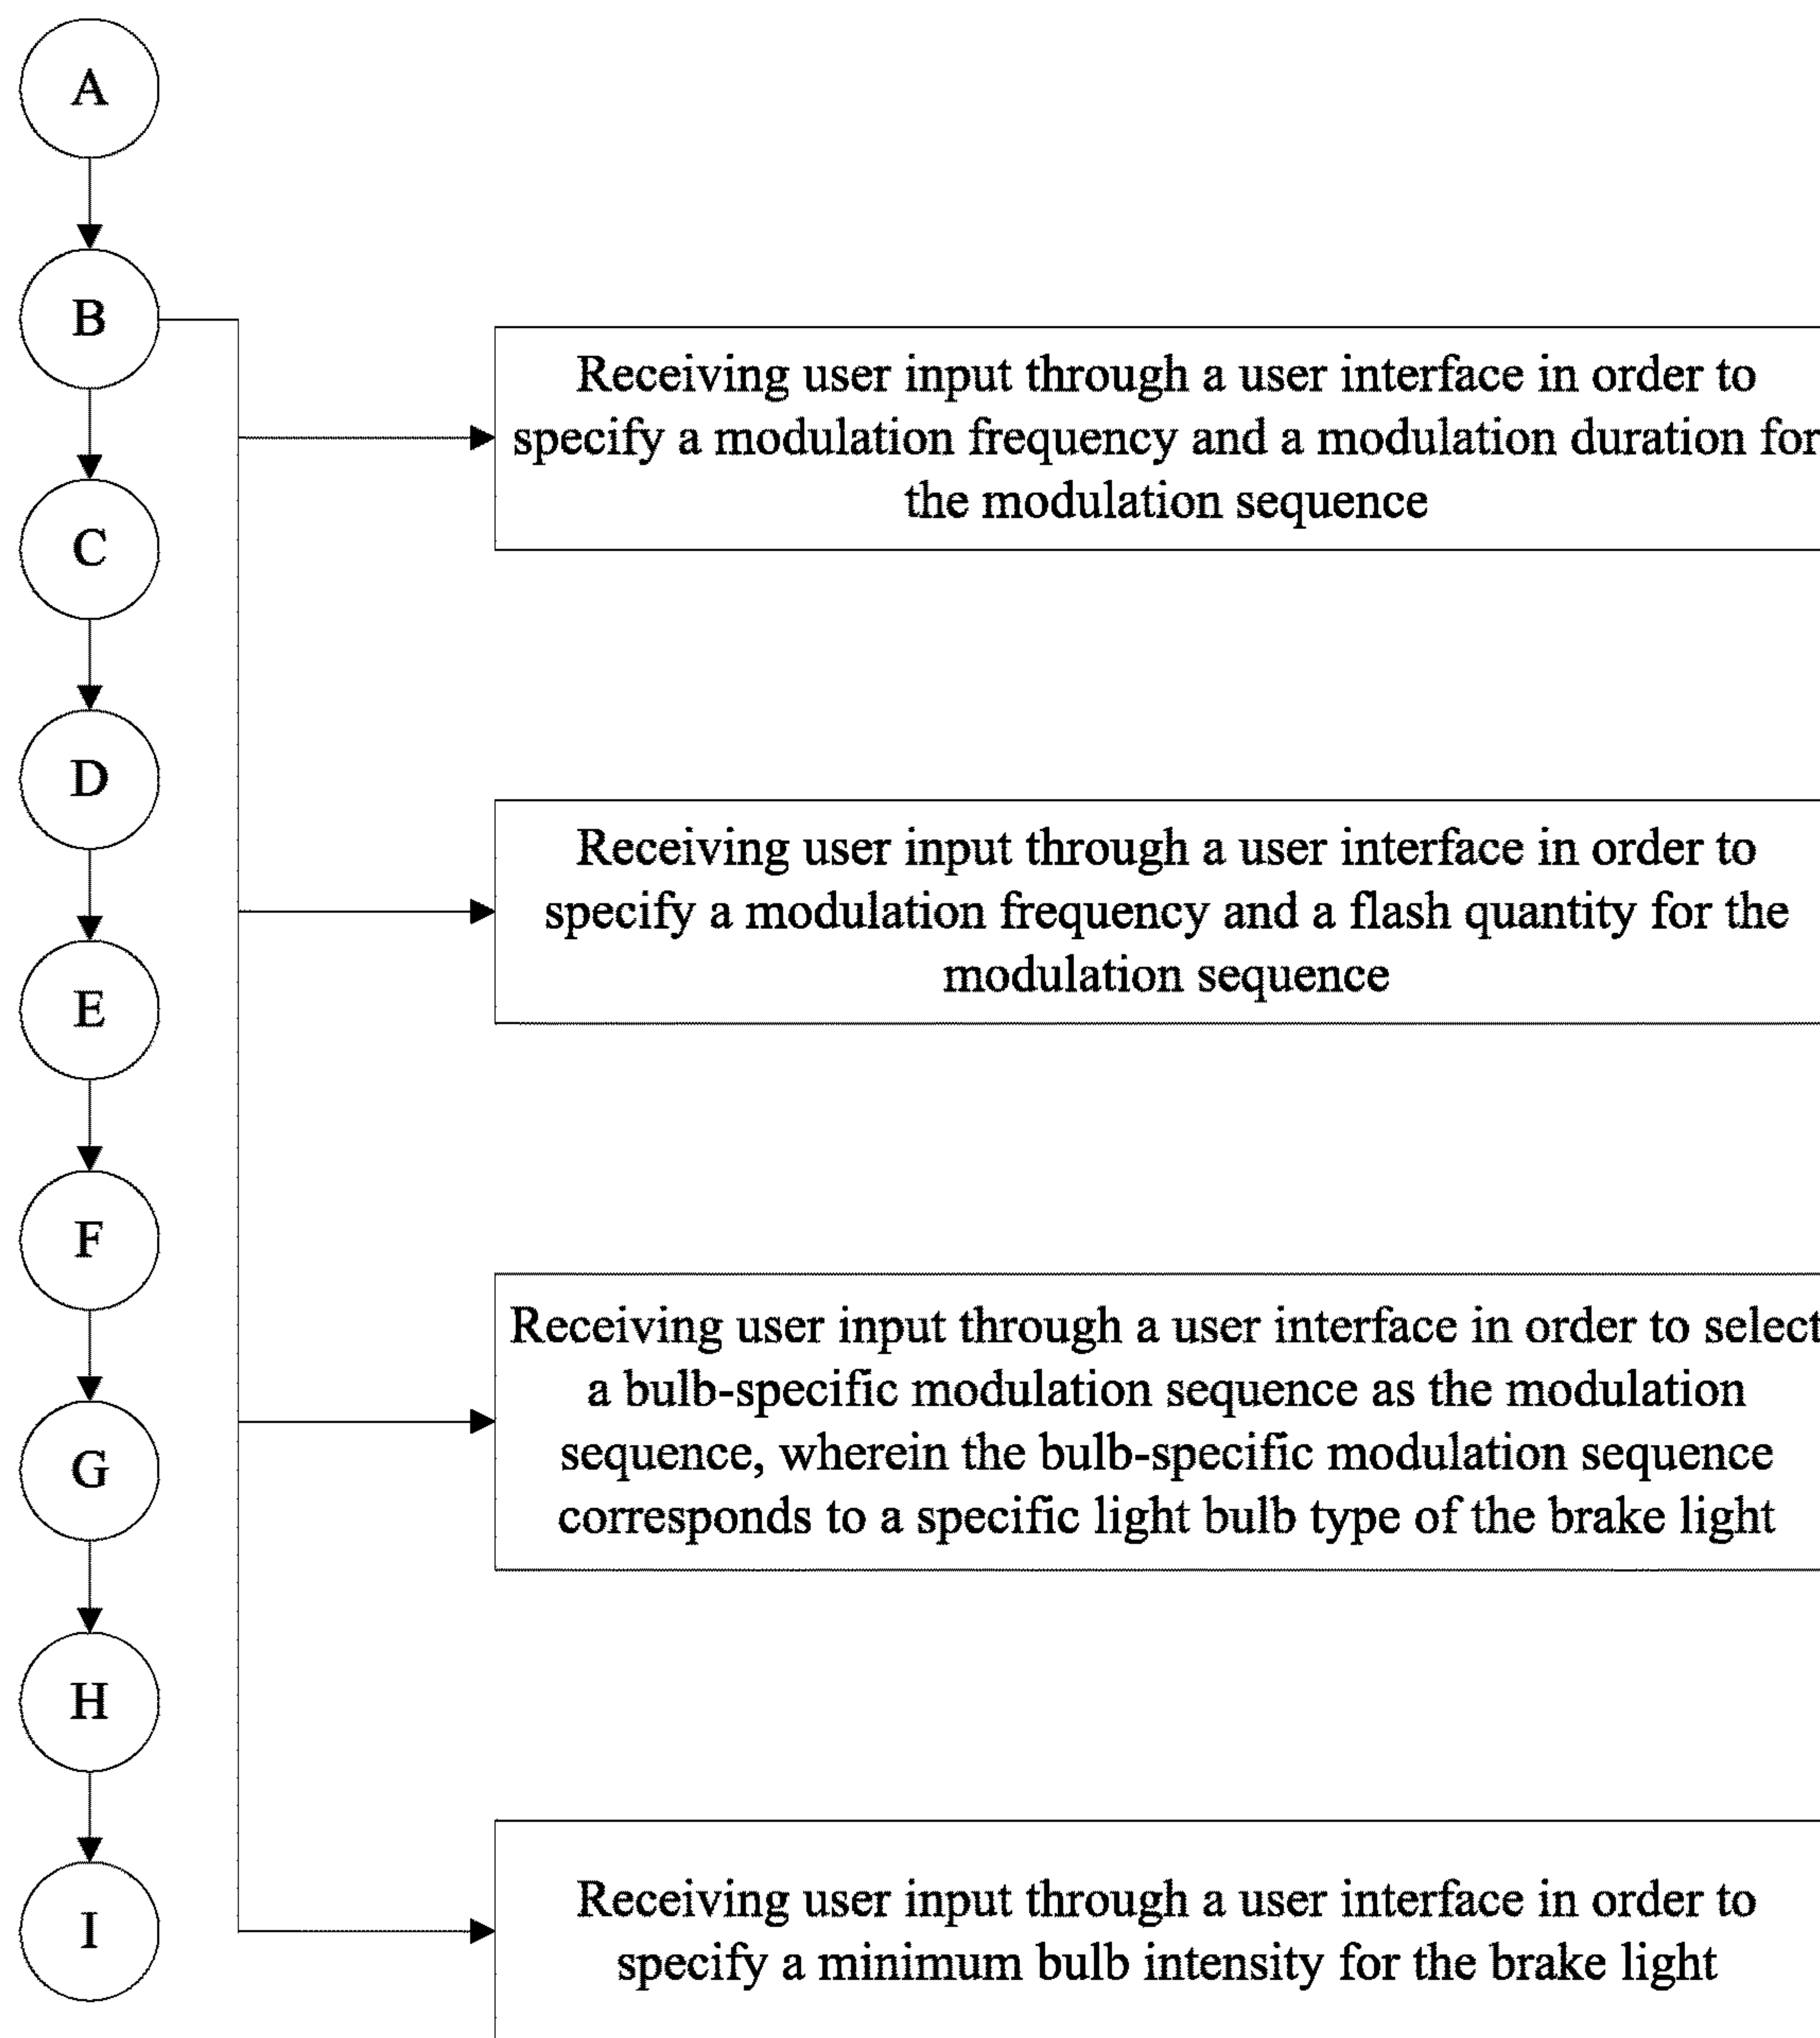 A
B
Receiving user input through a user interface in order to
specify a modulation frequency and a modulation duration for
the modulation sequence
C
D
Receiving user input through a user interface in order to
specify a modulation frequency and a flash quantity for the
modulation sequence
E
F
Receiving user input through a user interface in order to select
a bulb-specific modulation sequence as the modulation
sequence, wherein the bulb-specific modulation sequence
corresponds to a specific light bulb type of the brake light
G
H
I
Receiving user input through a user interface in order to
specify a minimum bulb intensity for the brake light